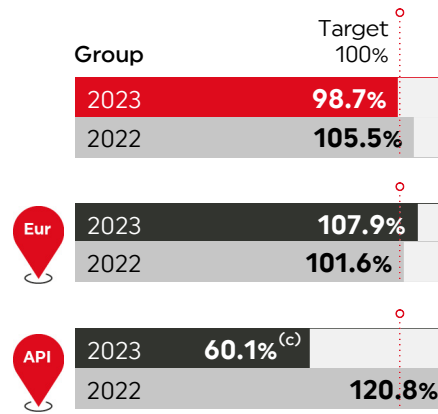 Target
Group 100%
2023 98.7%
2022 105.5%
Eur
2023 107.9%
2022 101.6%
API
2023 60.1%(c)
2022 120.8%